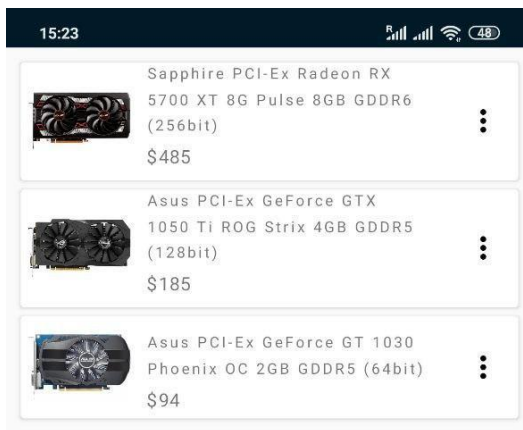 15:23
R
48
Sapphire PCI-Ex Radeon RX
5700 XT 8G Pulse 8GB GDDR6
(256bit)
$485
Asus PCI-Ex GeForce GTX
1050 Ti ROG Strix 4GB GDDR5
(128bit)
$185
Asus PCI-Ex GeForce GT 1030
Phoenix OC 2GB GDDR5 (64bit)
$94